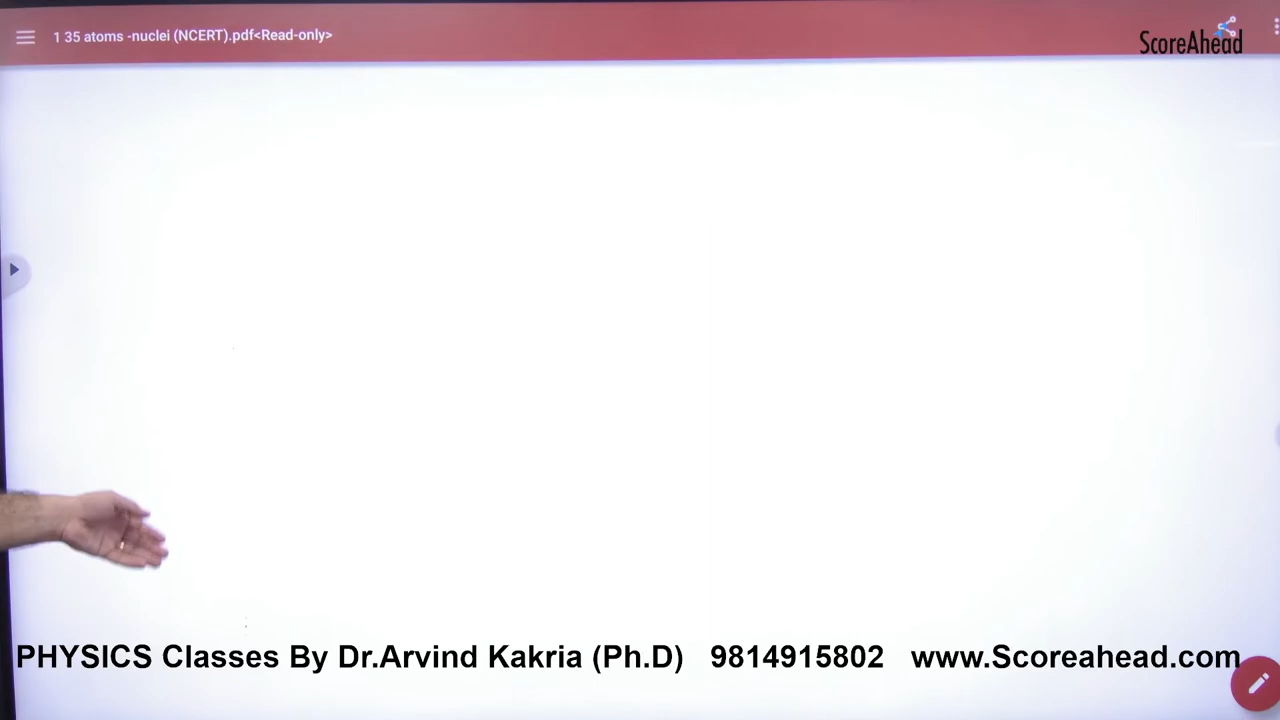 1 35 atoms -nuclei (NCERT).pdf<Read-only>
ScoreAhead
PHYSICS Classes By Dr.Arvind Kakria (Ph.D) 9814915802 www.Scoreahead.com